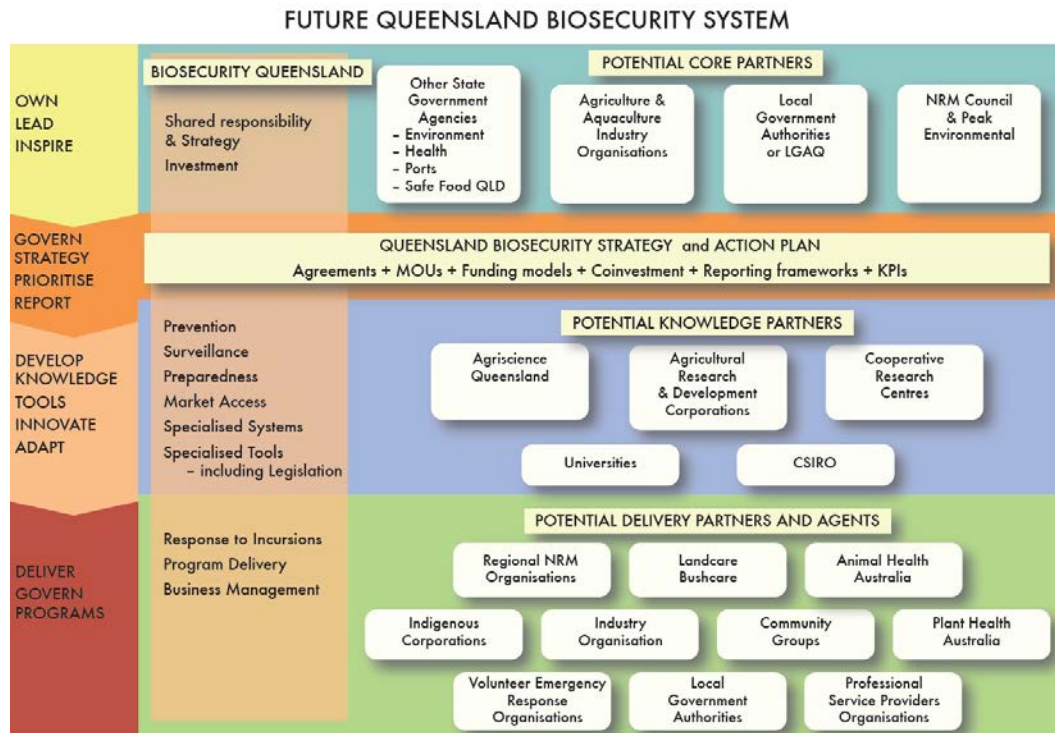 FUTURE QUEENSLAND BIOSECURITY SYSTEM
OWN
LEAD
INSPIRE
BIOSECURITY QUEENSLAND
Shared responsibility
& Strategy
Investment
POTENTIAL CORE PARTNERS
Other State
Government
Agencies
– Environment
– Health
– Ports
– Safe Food QLD
Agriculture &
Aquaculture
Industry
Organisations
Local
Government
Authorities
or LGAQ
NRM Council
& Peak
Environmental
GOVERN
STRATEGY
PRIORITISE
REPORT
QUEENSLAND BIOSECURITY STRATEGY and ACTION PLAN
Agreements + MOUs + Funding models + Coinvestment + Reporting frameworks + KPIs
DEVELOP
KNOWLEDGE
TOOLS
INNOVATE
ADAPT
Prevention
Surveillance
Preparedness
Market Access
Specialised Systems
Specialised Tools
– including Legislation
POTENTIAL KNOWLEDGE PARTNERS
Agriscience
Queensland
Agricultural
Research
& Development
Corporations
Cooperative
Research
Centres
Universities
CSIRO
DELIVER
GOVERN
PROGRAMS
Response to Incursions
Program Delivery
Business Management
POTENTIAL DELIVERY PARTNERS AND AGENTS
Regional NRM
Organisations
Landcare
Bushcare
Animal Health
Australia
Indigenous
Corporations
Industry
Organisation
Community
Groups
Plant Health
Australia
Volunteer Emergency
Response
Organisations
Local
Government
Authorities
Professional
Service Providers
Organisations